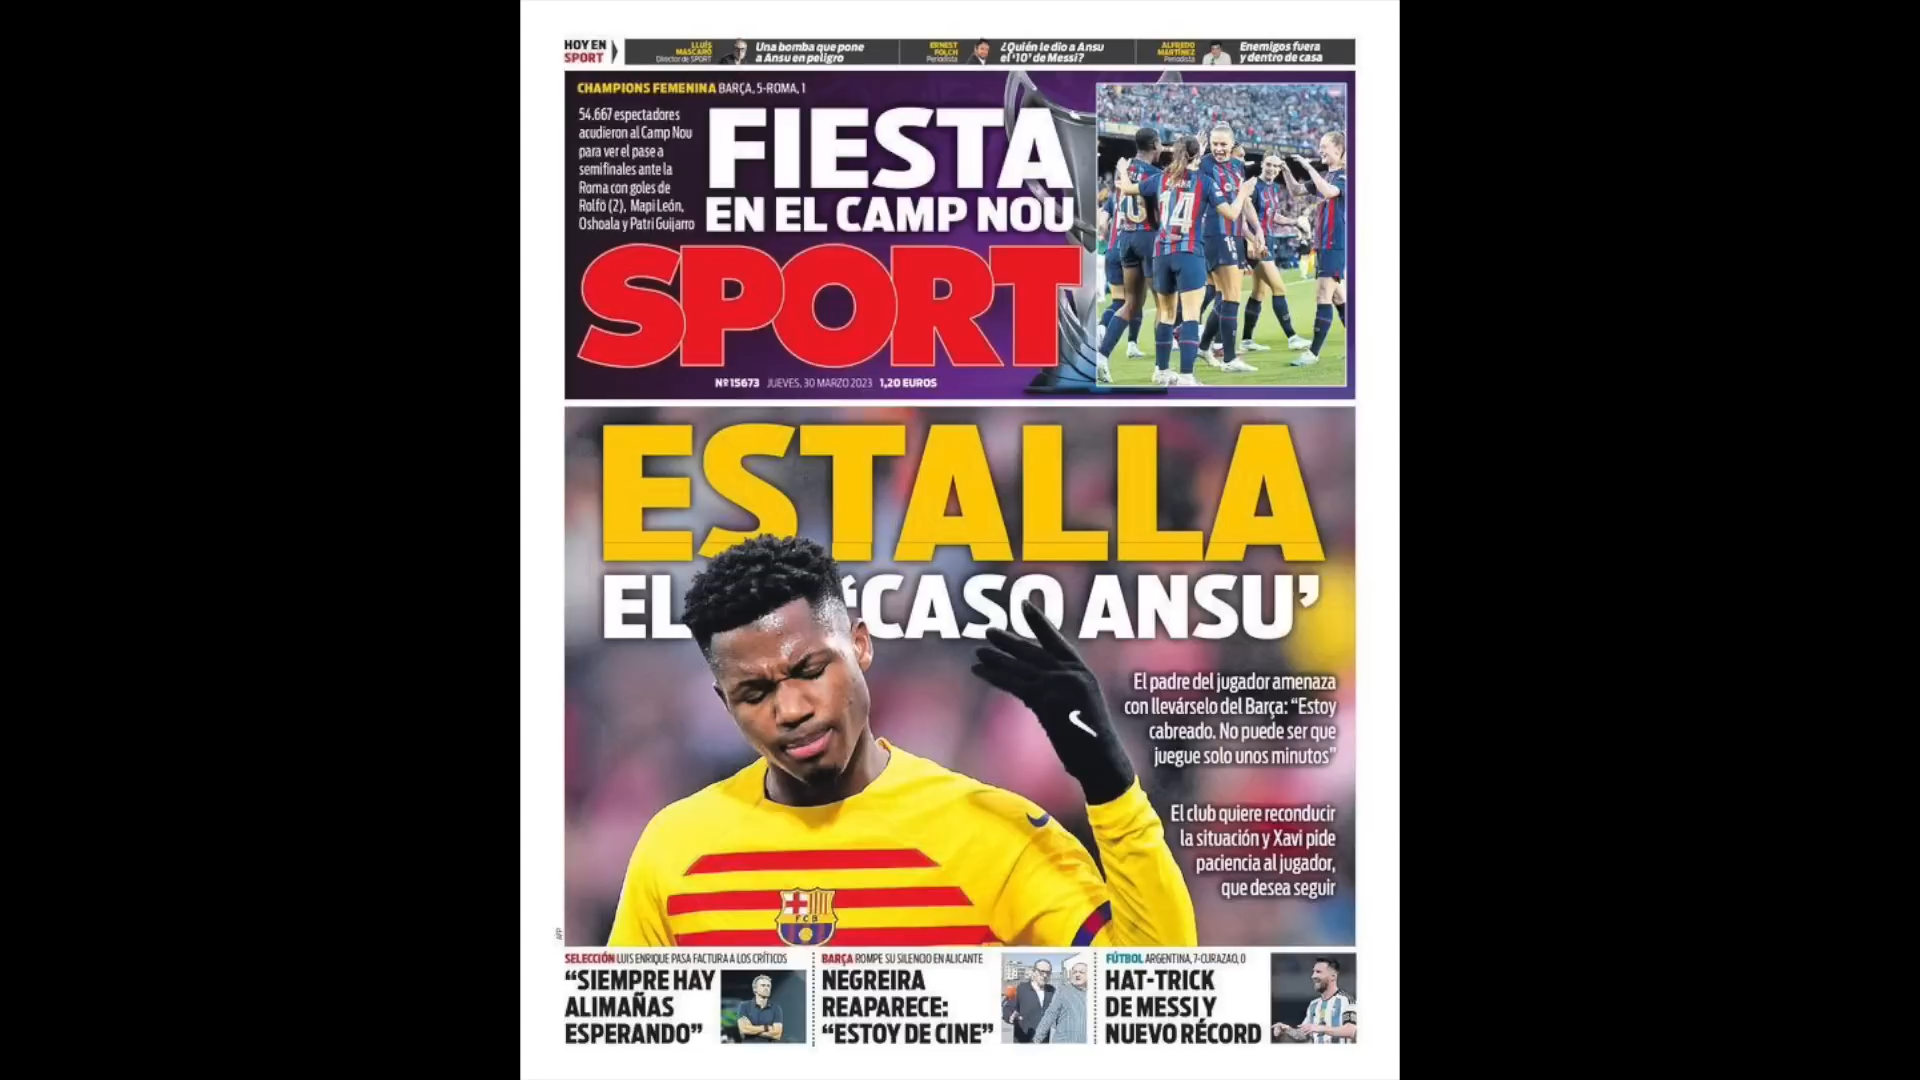 HOY EN
SPORT
LLUÍS
MASCARÓ
Director de SPORT
Una bomba que pone
a Ansu en peligro
ERNEST
FOLCH
Periodista
¿Quién le dio a Ansu
el ‘10’ de Messi?
ALFREDO
MARTÍNEZ
Periodista
Enemigos fuera
y dentro de casa
CHAMPIONS FEMENINA BARÇA, 5-ROMA, 1
54.667 espectadores
acudieron al Camp Nou
para ver el pase a
semifinales ante la
Roma con goles de
Rolfö (2), Mapi León,
Oshoala y Patri Guijarro
FIESTA
EN EL CAMP NOU
14
SPORT
Nº 15673 JUEVES, 30 MARZO 2023 1,20 EUROS
ESTALLA
EL ‘CASO ANSU’
El padre del jugador amenaza
con llevárselo del Barça: “Estoy
cabreado. No puede ser que
juegue solo unos minutos”
El club quiere reconducir
la situación y Xavi pide
paciencia al jugador,
que desea seguir
FCB
AFP
SELECCIÓN LUIS ENRIQUE PASA FACTURA A LOS CRÍTICOS
“SIEMPRE HAY
ALIMAÑAS
ESPERANDO”
BARÇA ROMPE SU SILENCIO EN ALICANTE
NEGREIRA
REAPARECE:
“ESTOY DE CINE”
FÚTBOL ARGENTINA, 7-CURAZAO, 0
HAT-TRICK
DE MESSI Y
NUEVO RÉCORD